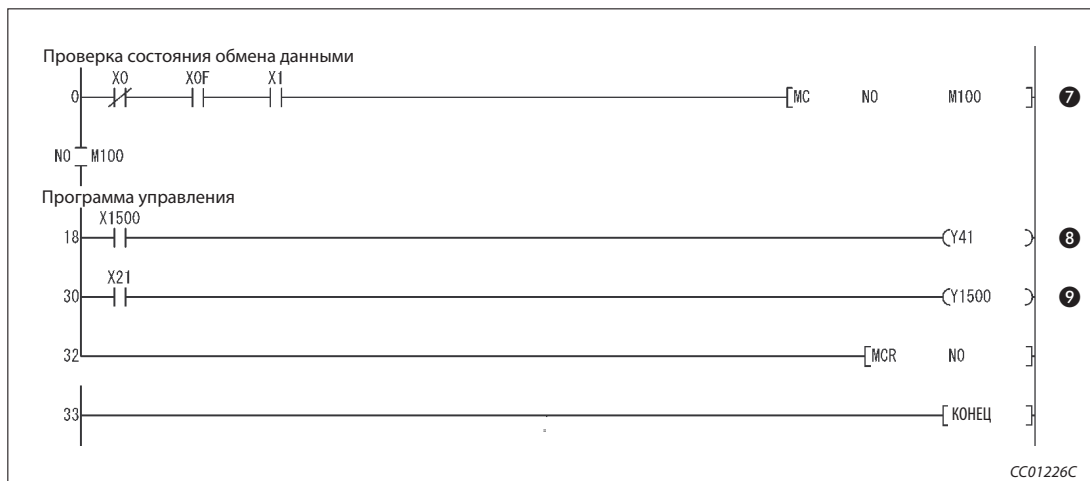 Проверка состояния обмена данными
X0 X0F X1
0 [MC N0 M100 ] 7
N0 M100
Программа управления
X1500
18 (Y41 ) 8
X21
30 (Y1500 ) 9
32 [MCR N0 ]
33 [ КОНЕЦ ]
CC01226C